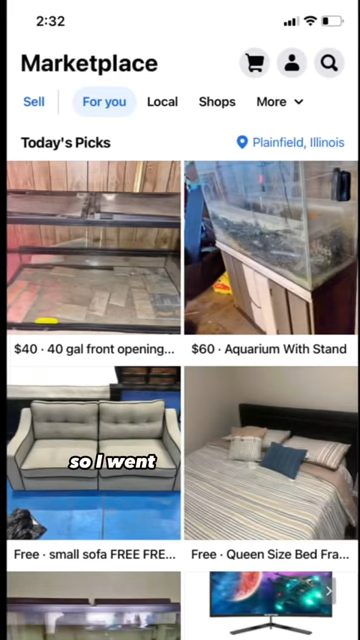 2:32
Marketplace
Sell
For you
Local
Shops
More
Today's Picks
Plainfield, Illinois
$40 · 40 gal front opening...
$60 · Aquarium With Stand
so I went
Free · small sofa FREE FRE...
Free · Queen Size Bed Fra...